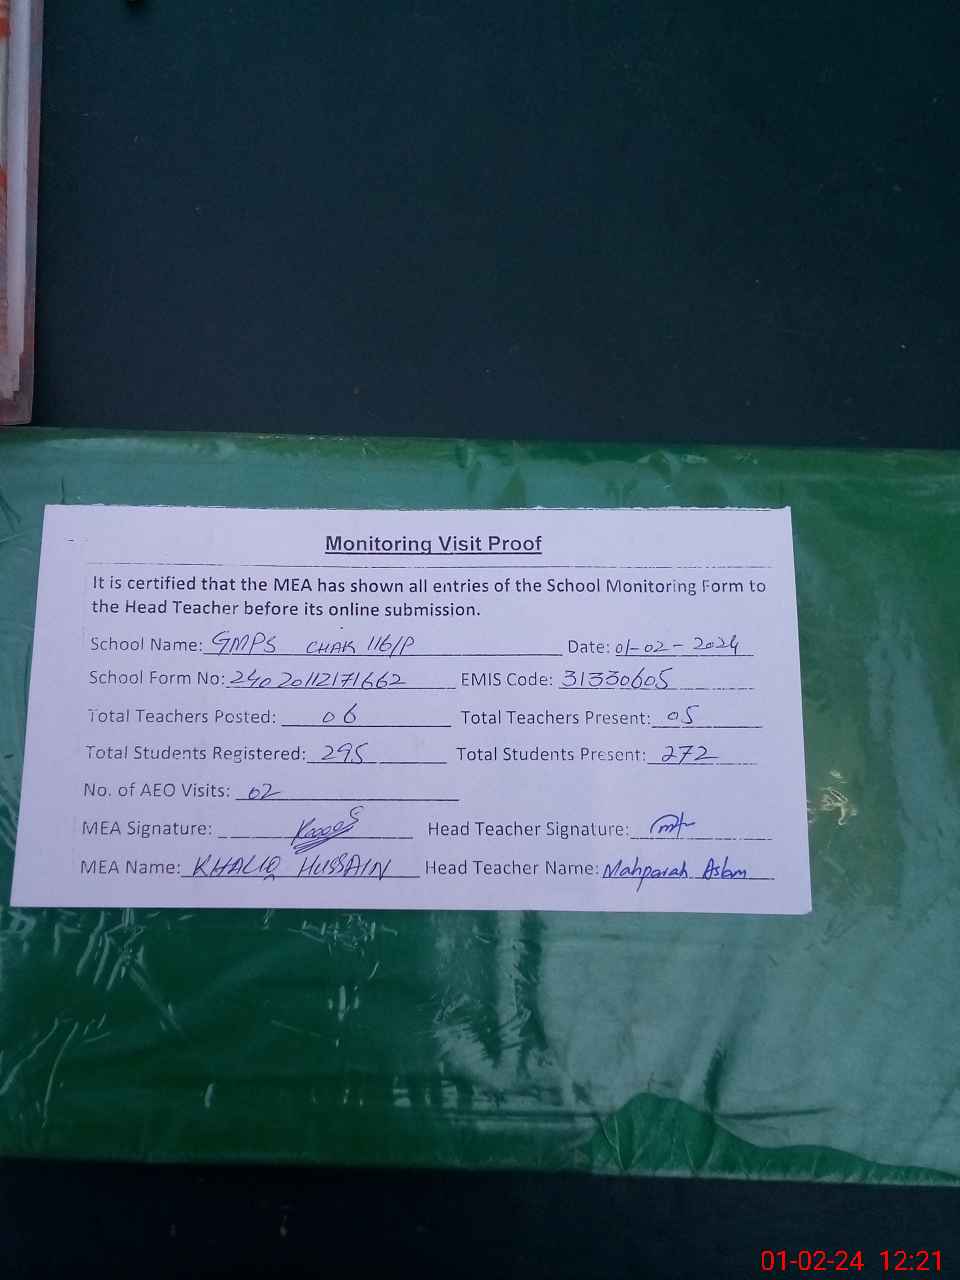 Monitoring Visit Proof
It is certified that the MEA has shown all entries of the School Monitoring Form to
the Head Teacher before its online submission.
School Name: GMPS CHAK 116/P Date: 01-02-2024
School Form No: 24020112171662 EMIS Code: 31330605
Total Teachers Posted: 06 Total Teachers Present: 05
Total Students Registered: 295 Total Students Present: 272
No. of AEO Visits: 02
MEA Signature: Head Teacher Signature:
MEA Name: KHALIQ HUSSAIN Head Teacher Name: Mahparah Aslam
01-02-24 12:21